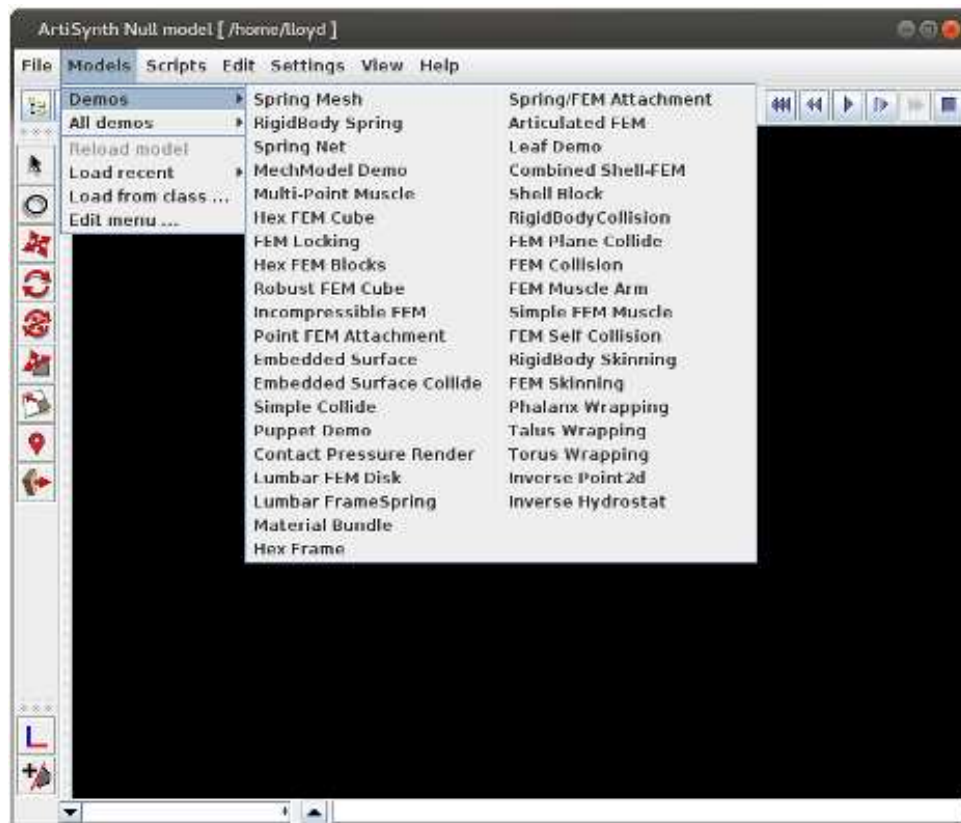 ArtiSynth Null model [ /home/lloyd ]
File Models Scripts Edit Settings View Help
Demos
All demos
Reload model
Load recent
Load from class ...
Edit menu ...
Spring Mesh
RigidBody Spring
Spring Net
MechModel Demo
Multi-Point Muscle
Hex FEM Cube
FEM Locking
Hex FEM Blocks
Robust FEM Cube
Incompressible FEM
Point FEM Attachment
Embedded Surface
Embedded Surface Collide
Simple Collide
Puppet Demo
Contact Pressure Render
Lumbar FEM Disk
Lumbar FrameSpring
Material Bundle
Hex Frame
Spring/FEM Attachment
Articulated FEM
Leaf Demo
Combined Shell-FEM
Shell Block
RigidBodyCollision
FEM Plane Collide
FEM Collision
FEM Muscle Arm
Simple FEM Muscle
FEM Self Collision
RigidBody Skinning
FEM Skinning
Phalanx Wrapping
Talus Wrapping
Torus Wrapping
Inverse Point2d
Inverse Hydrostat